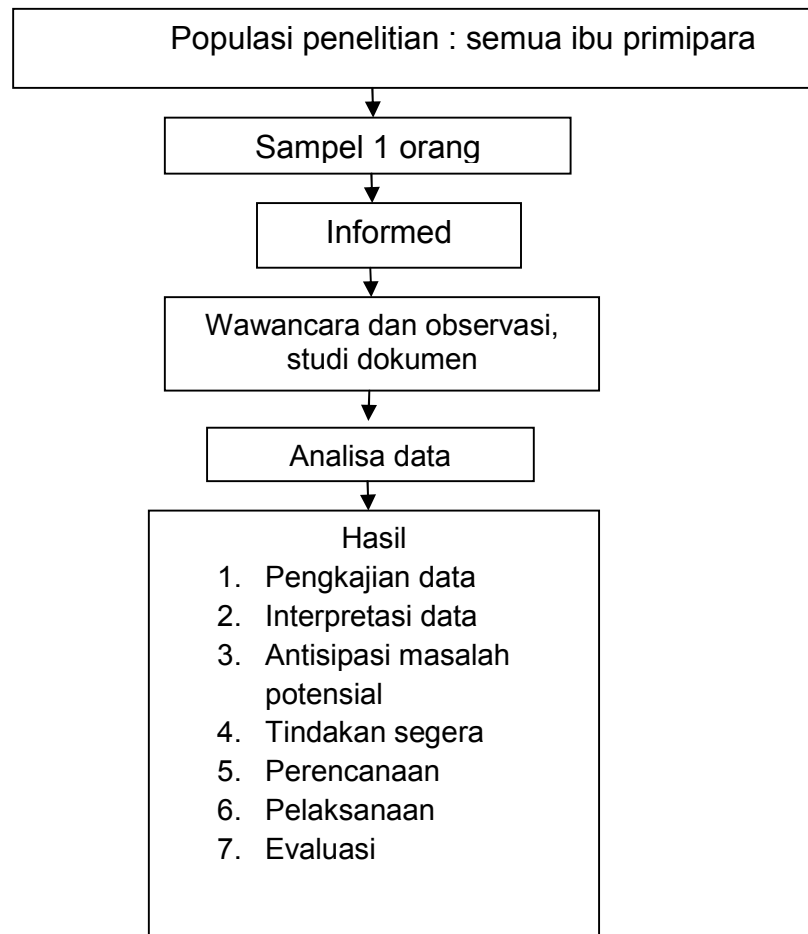 Populasi penelitian : semua ibu primipara
Sampel 1 orang
Informed
Wawancara dan observasi,
studi dokumen
Analisa data
Hasil
1. Pengkajian data
2. Interpretasi data
3. Antisipasi masalah
potensial
4. Tindakan segera
5. Perencanaan
6. Pelaksanaan
7. Evaluasi